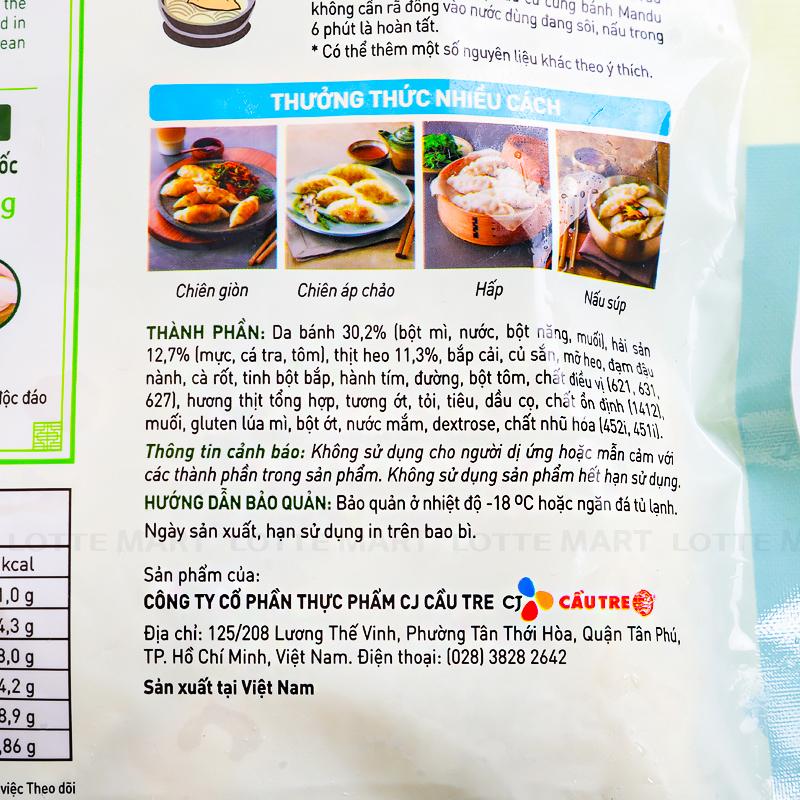 the
d in
ean
ốc
g
độc đáo
không cần rã đông vào nước dùng đang sôi, nấu trong
6 phút là hoàn tất.
* Có thể thêm một số nguyên liệu khác theo ý thích.
THƯỞNG THỨC NHIỀU CÁCH
Chiên giòn
Chiên áp chảo
Hấp
Nấu súp
THÀNH PHẦN: Da bánh 30,2% (bột mì, nước, bột năng, muối), hải sản
12,7% (mực, cá tra, tôm), thịt heo 11,3%, bắp cải, củ sắn, mỡ heo, đạm đậu
nành, cà rốt, tinh bột bắp, hành tím, đường, bột tôm, chất điều vị (621, 631,
627), hương thịt tổng hợp, tương ớt, tỏi, tiêu, dầu cọ, chất ổn định (1412),
muối, gluten lúa mì, bột ớt, nước mắm, dextrose, chất nhũ hóa (452i, 451i).
Thông tin cảnh báo: Không sử dụng cho người dị ứng hoặc mẫn cảm với
các thành phần trong sản phẩm. Không sử dụng sản phẩm hết hạn sử dụng.
HƯỚNG DẪN BẢO QUẢN: Bảo quản ở nhiệt độ -18 ºC hoặc ngăn đá tủ lạnh.
Ngày sản xuất, hạn sử dụng in trên bao bì.
LOTTE MART LOTTE MART LOTTE MART LOTTE M
Sản phẩm của:
CÔNG TY CỔ PHẦN THỰC PHẨM CJ CẦU TRE CJ CẦU TRE
Địa chỉ: 125/208 Lương Thế Vinh, Phường Tân Thới Hòa, Quận Tân Phú,
TP. Hồ Chí Minh, Việt Nam. Điện thoại: (028) 3828 2642
Sản xuất tại Việt Nam
kcal
1,0 g
4,3 g
8,0 g
4,2 g
8,9 g
,86 g
việc Theo dõi